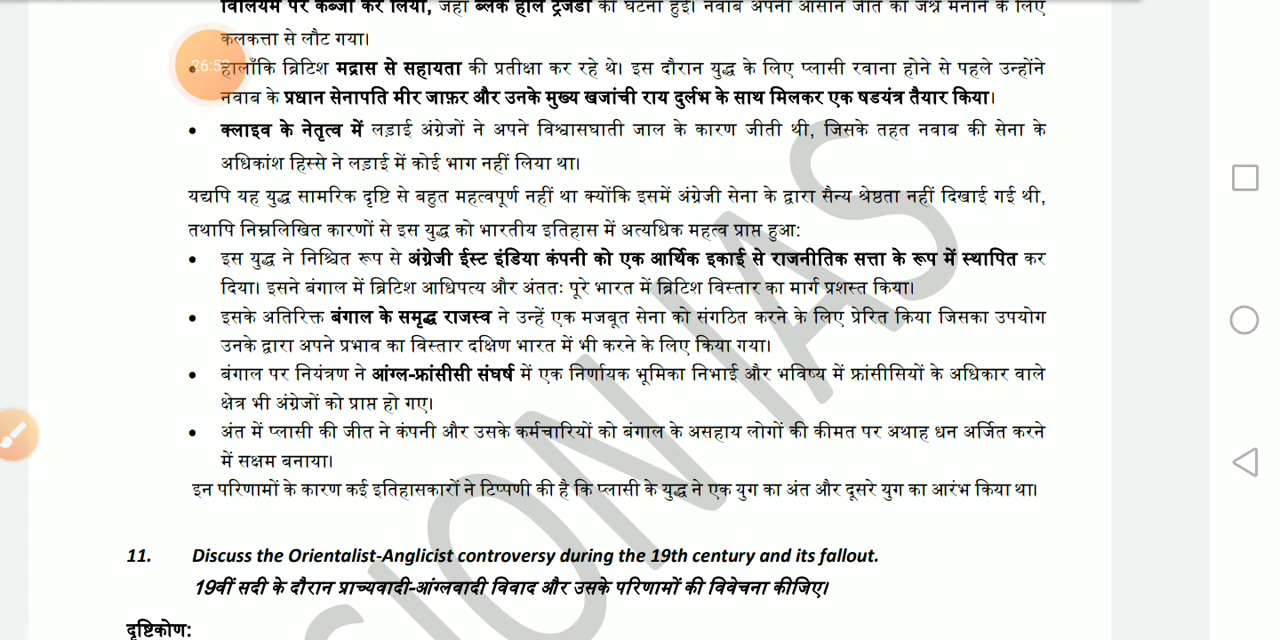 विलियम पर कब्जा कर लिया, जहाँ ब्लैक होल ट्रेजडी की घटना हुई। नवाब अपनी आसान जीत का जश्न मनाने के लिए
कलकत्ता से लौट गया।
26:5
• हालाँकि ब्रिटिश मद्रास से सहायता की प्रतीक्षा कर रहे थे। इस दौरान युद्ध के लिए प्लासी रवाना होने से पहले उन्होंने
नवाब के प्रधान सेनापति मीर जाफ़र और उनके मुख्य खजांची राय दुर्लभ के साथ मिलकर एक षडयंत्र तैयार किया।
• क्लाइव के नेतृत्व में लड़ाई अंग्रेजों ने अपने विश्वासघाती जाल के कारण जीती थी, जिसके तहत नवाब की सेना के
अधिकांश हिस्से ने लड़ाई में कोई भाग नहीं लिया था।
यद्यपि यह युद्ध सामरिक दृष्टि से बहुत महत्वपूर्ण नहीं था क्योंकि इसमें अंग्रेजी सेना के द्वारा सैन्य श्रेष्ठता नहीं दिखाई गई थी,
तथापि निम्नलिखित कारणों से इस युद्ध को भारतीय इतिहास में अत्यधिक महत्व प्राप्त हुआ:
• इस युद्ध ने निश्चित रूप से अंग्रेजी ईस्ट इंडिया कंपनी को एक आर्थिक इकाई से राजनीतिक सत्ता के रूप में स्थापित कर
दिया। इसने बंगाल में ब्रिटिश आधिपत्य और अंततः पूरे भारत में ब्रिटिश विस्तार का मार्ग प्रशस्त किया।
• इसके अतिरिक्त बंगाल के समृद्ध राजस्व ने उन्हें एक मजबूत सेना को संगठित करने के लिए प्रेरित किया जिसका उपयोग
उनके द्वारा अपने प्रभाव का विस्तार दक्षिण भारत में भी करने के लिए किया गया।
• बंगाल पर नियंत्रण ने आंग्ल-फ्रांसीसी संघर्ष में एक निर्णायक भूमिका निभाई और भविष्य में फ्रांसीसियों के अधिकार वाले
क्षेत्र भी अंग्रेजों को प्राप्त हो गए।
• अंत में प्लासी की जीत ने कंपनी और उसके कर्मचारियों को बंगाल के असहाय लोगों की कीमत पर अथाह धन अर्जित करने
में सक्षम बनाया।
इन परिणामों के कारण कई इतिहासकारों ने टिप्पणी की है कि प्लासी के युद्ध ने एक युग का अंत और दूसरे युग का आरंभ किया था।
11. Discuss the Orientalist-Anglicist controversy during the 19th century and its fallout.
19वीं सदी के दौरान प्राच्यवादी-आंग्लवादी विवाद और उसके परिणामों की विवेचना कीजिए।
दृष्टिकोण:
SION IAS